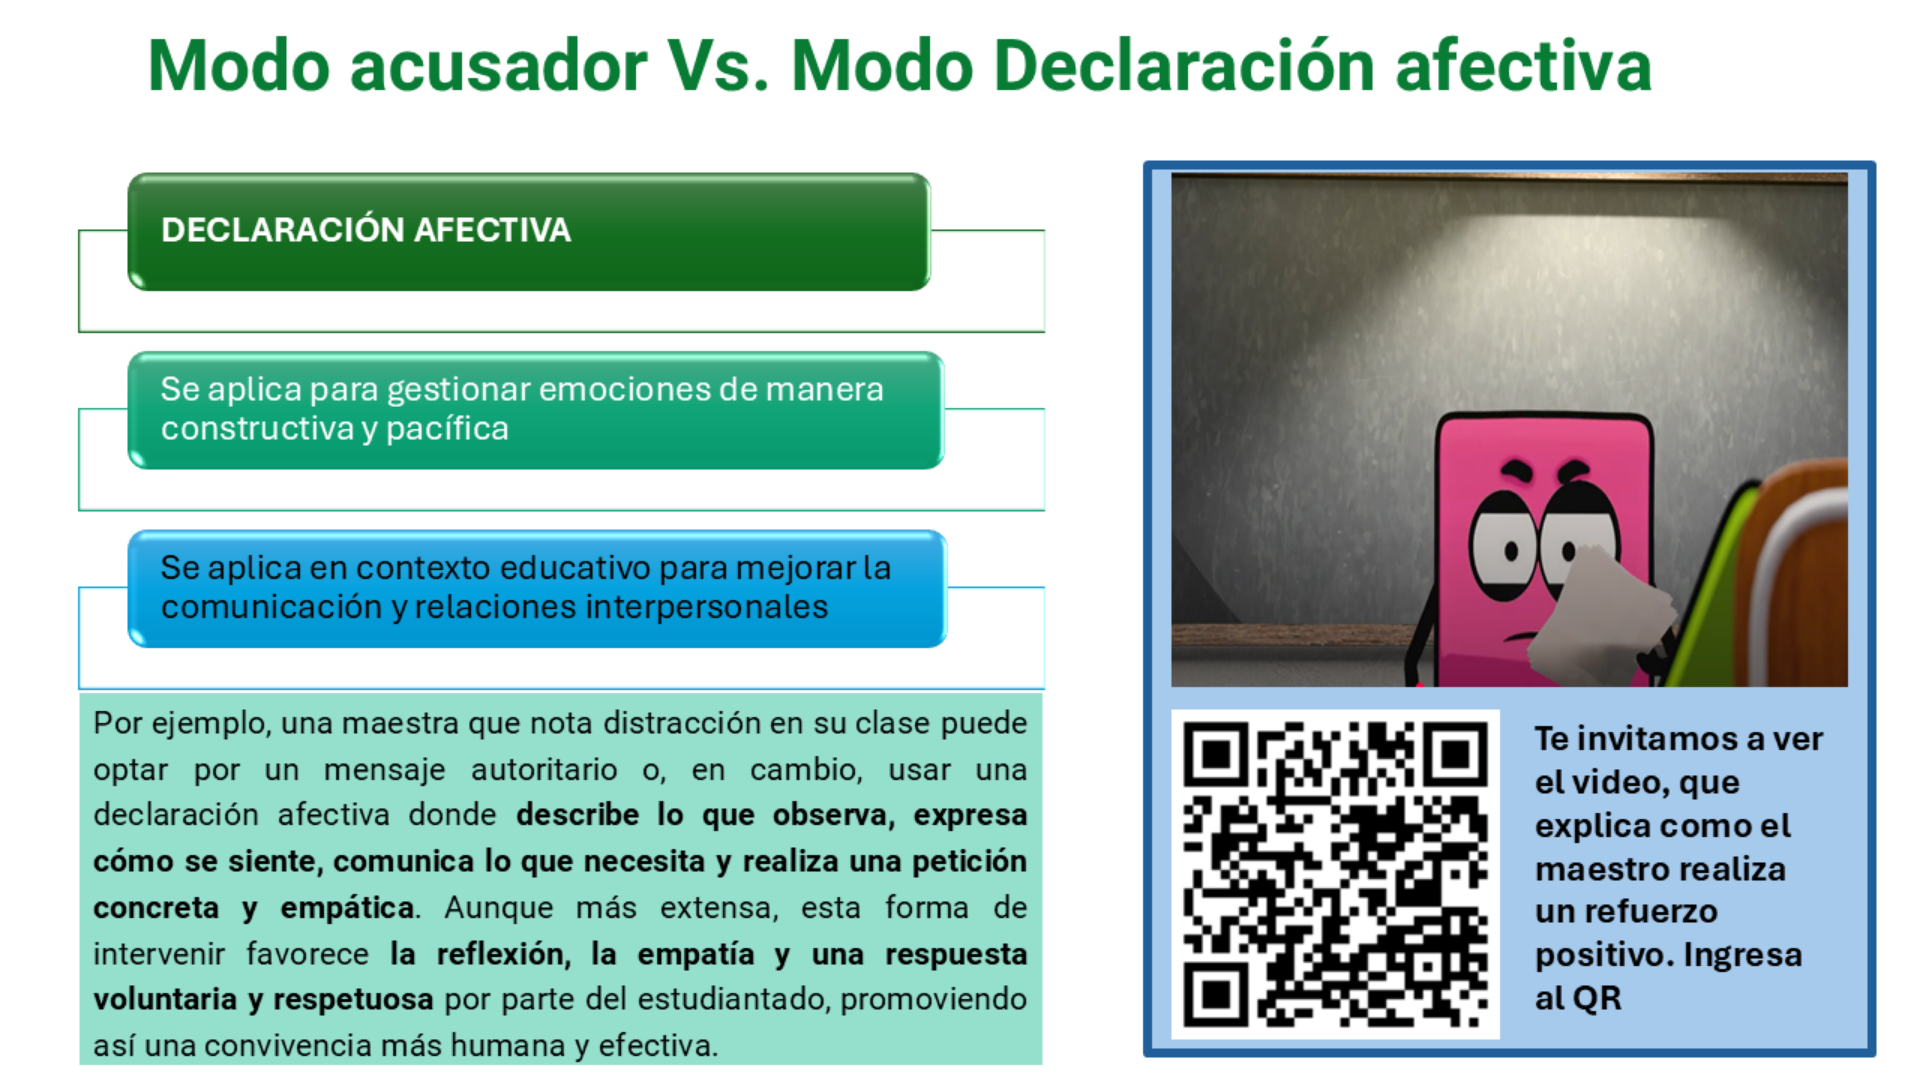 Modo acusador Vs. Modo Declaración afectiva
DECLARACIÓN AFECTIVA
Se aplica para gestionar emociones de manera
constructiva y pacífica
Se aplica en contexto educativo para mejorar la
comunicación y relaciones interpersonales
Por ejemplo, una maestra que nota distracción en su clase puede
optar por un mensaje autoritario o, en cambio, usar una
declaración afectiva donde describe lo que observa, expresa
cómo se siente, comunica lo que necesita y realiza una petición
concreta y empática. Aunque más extensa, esta forma de
intervenir favorece la reflexión, la empatía y una respuesta
voluntaria y respetuosa por parte del estudiantado, promoviendo
así una convivencia más humana y efectiva.
Te invitamos a ver
el video, que
explica como el
maestro realiza
un refuerzo
positivo. Ingresa
al QR